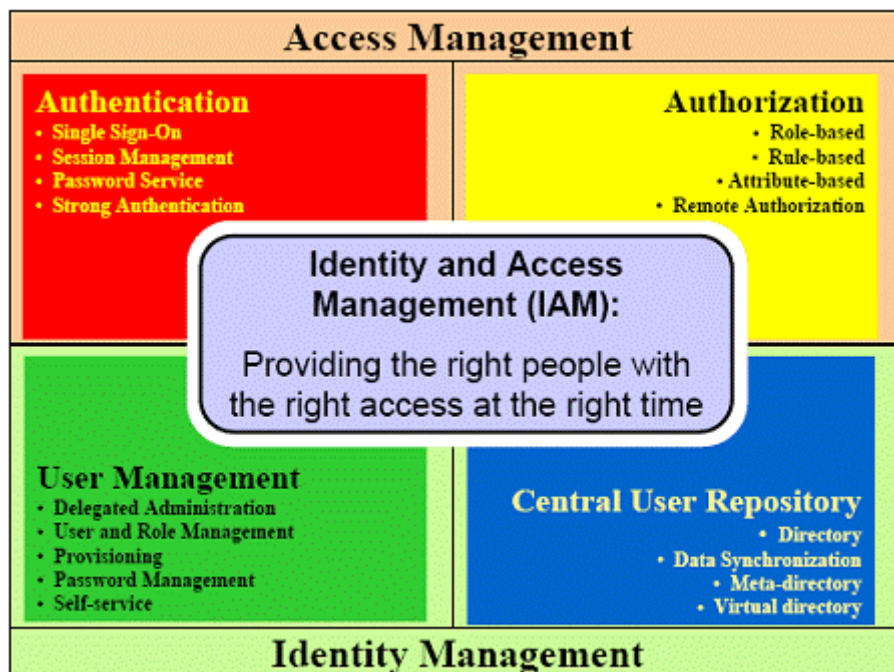 Access Management
Authentication
• Single Sign-On
• Session Management
• Password Service
• Strong Authentication
Authorization
• Role-based
• Rule-based
• Attribute-based
• Remote Authorization
Identity and Access
Management (IAM):
Providing the right people with
the right access at the right time
User Management
• Delegated Administration
• User and Role Management
• Provisioning
• Password Management
• Self-service
Central User Repository
• Directory
• Data Synchronization
• Meta-directory
• Virtual directory
Identity Management